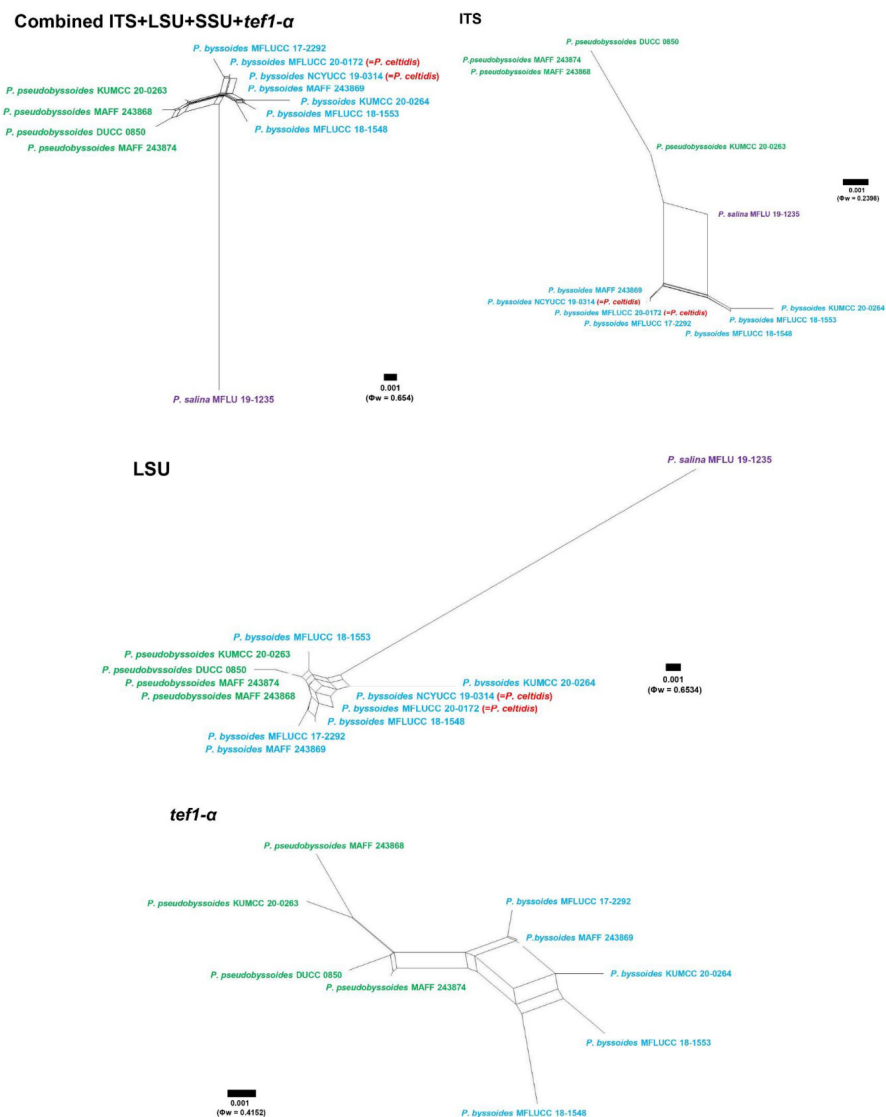 Combined ITS+LSU+SSU+tef1-α
P. byssoides MFLUCC 17-2292
P. byssoides MFLUCC 20-0172 (=P. celtidis)
P. byssoides NCYUCC 19-0314 (=P. celtidis)
P. byssoides MAFF 243869
P. pseudobyssoides KUMCC 20-0263
P. byssoides KUMCC 20-0264
P. pseudobyssoides MAFF 243868
P. byssoides MFLUCC 18-1553
P. pseudobyssoides DUCC 0850
P. byssoides MFLUCC 18-1548
P. pseudobyssoides MAFF 243874
0.001
(Φw = 0.654)
P. salina MFLU 19-1235
ITS
P. pseudobyssoides DUCC 0850
P. pseudobyssoides MAFF 243874
P. pseudobyssoides MAFF 243868
P. pseudobyssoides KUMCC 20-0263
0.001
(Φw = 0.2398)
P. salina MFLU 19-1235
P. byssoides MAFF 243869
P. byssoides NCYUCC 19-0314 (=P. celtidis)
P. byssoides MFLUCC 20-0172 (=P. celtidis)
P. byssoides KUMCC 20-0264
P. byssoides MFLUCC 18-1553
P. byssoides MFLUCC 17-2292
P. byssoides MFLUCC 18-1548
LSU
P. salina MFLU 19-1235
P. byssoides MFLUCC 18-1553
P. pseudobyssoides KUMCC 20-0263
P. pseudobyssoides DUCC 0850
P. pseudobyssoides MAFF 243874
P. byssoides KUMCC 20-0264
P. pseudobyssoides MAFF 243868
P. byssoides NCYUCC 19-0314 (=P. celtidis)
P. byssoides MFLUCC 20-0172 (=P. celtidis)
P. byssoides MFLUCC 18-1548
P. byssoides MFLUCC 17-2292
P. byssoides MAFF 243869
0.001
(Φw = 0.6534)
tef1-α
P. pseudobyssoides MAFF 243868
P. pseudobyssoides KUMCC 20-0263
P. byssoides MFLUCC 17-2292
P.byssoides MAFF 243869
P. pseudobyssoides DUCC 0850
P. byssoides KUMCC 20-0264
P. pseudobyssoides MAFF 243874
P. byssoides MFLUCC 18-1553
0.001
(Φw = 0.4152)
P. byssoides MFLUCC 18-1548